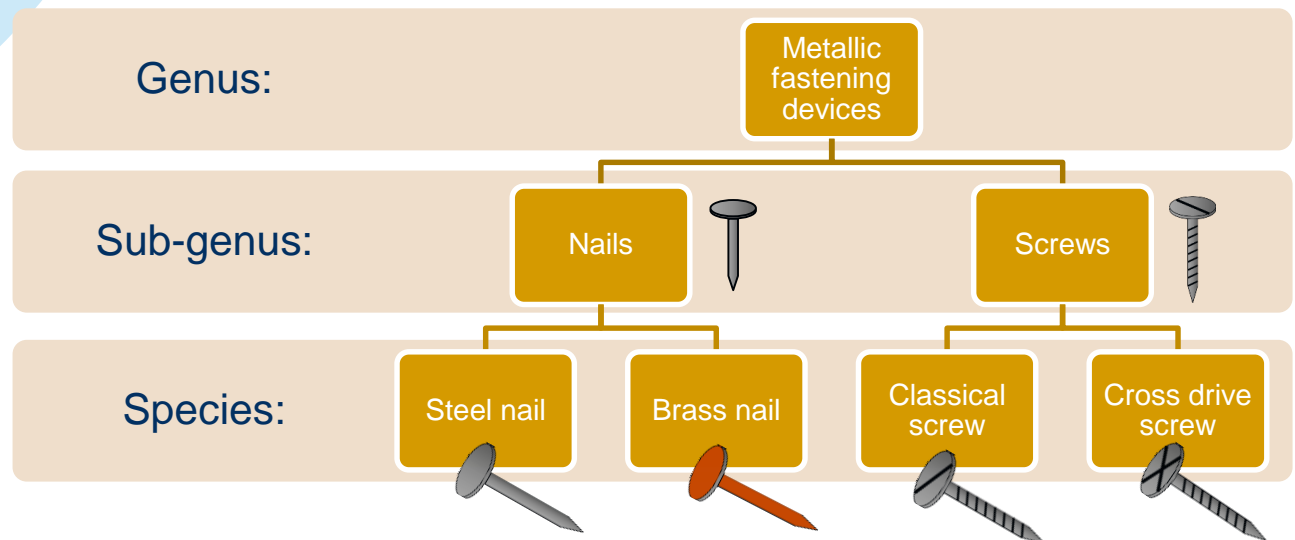 Genus:
Metallic
fastening
devices
Sub-genus:
Nails
Screws
Species:
Steel nail
Brass nail
Classical
screw
Cross drive
screw